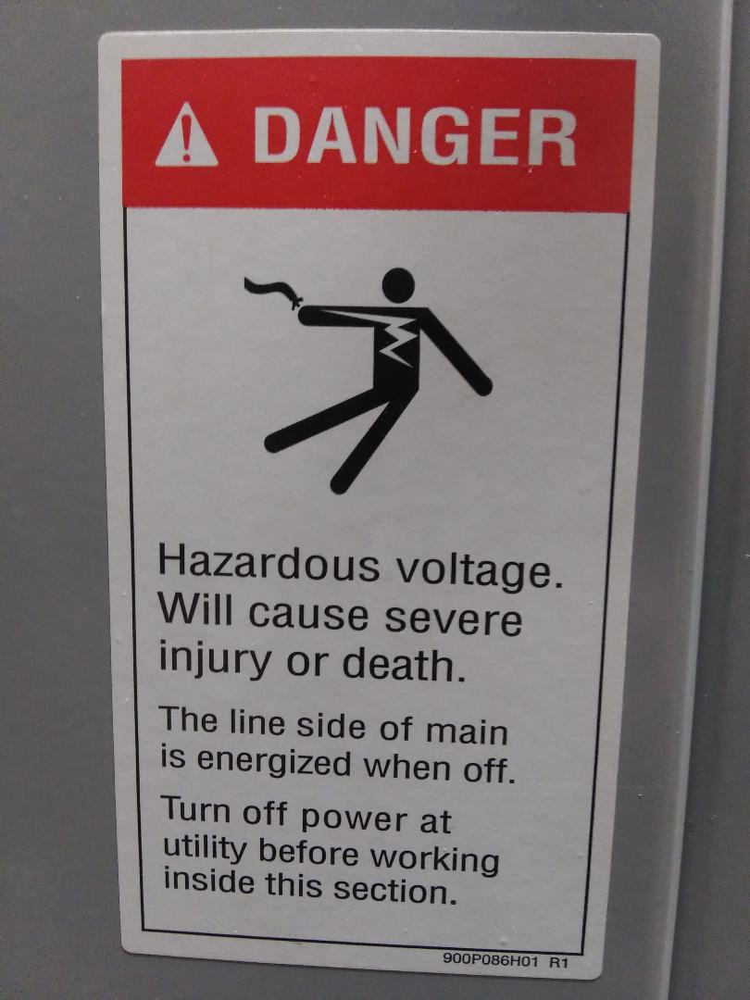 DANGER
Hazardous voltage.
Will cause severe
injury or death.
The line side of main
is energized when off.
Turn off power at
utility before working
inside this section.
900P086H01 R1